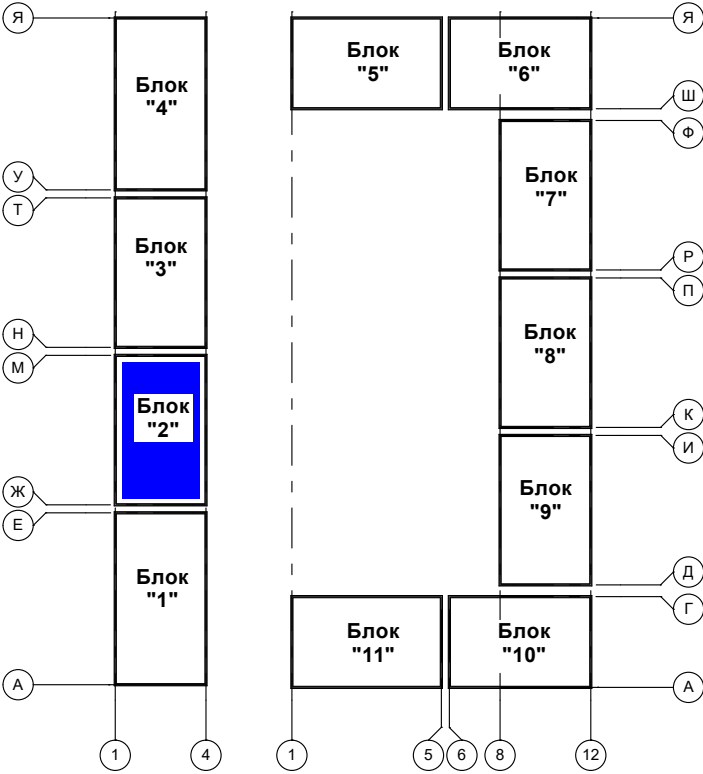 Я
Я
Блок
"4"
Блок
"5"
Блок
"6"
Ш
Ф
У
Т
Блок
"7"
Блок
"3"
Р
П
Н
М
Блок
"8"
Блок
"2"
К
И
Ж
Е
Блок
"9"
Блок
"1"
Д
Г
Блок
"11"
Блок
"10"
А
А
1
4
1
5
6
8
12